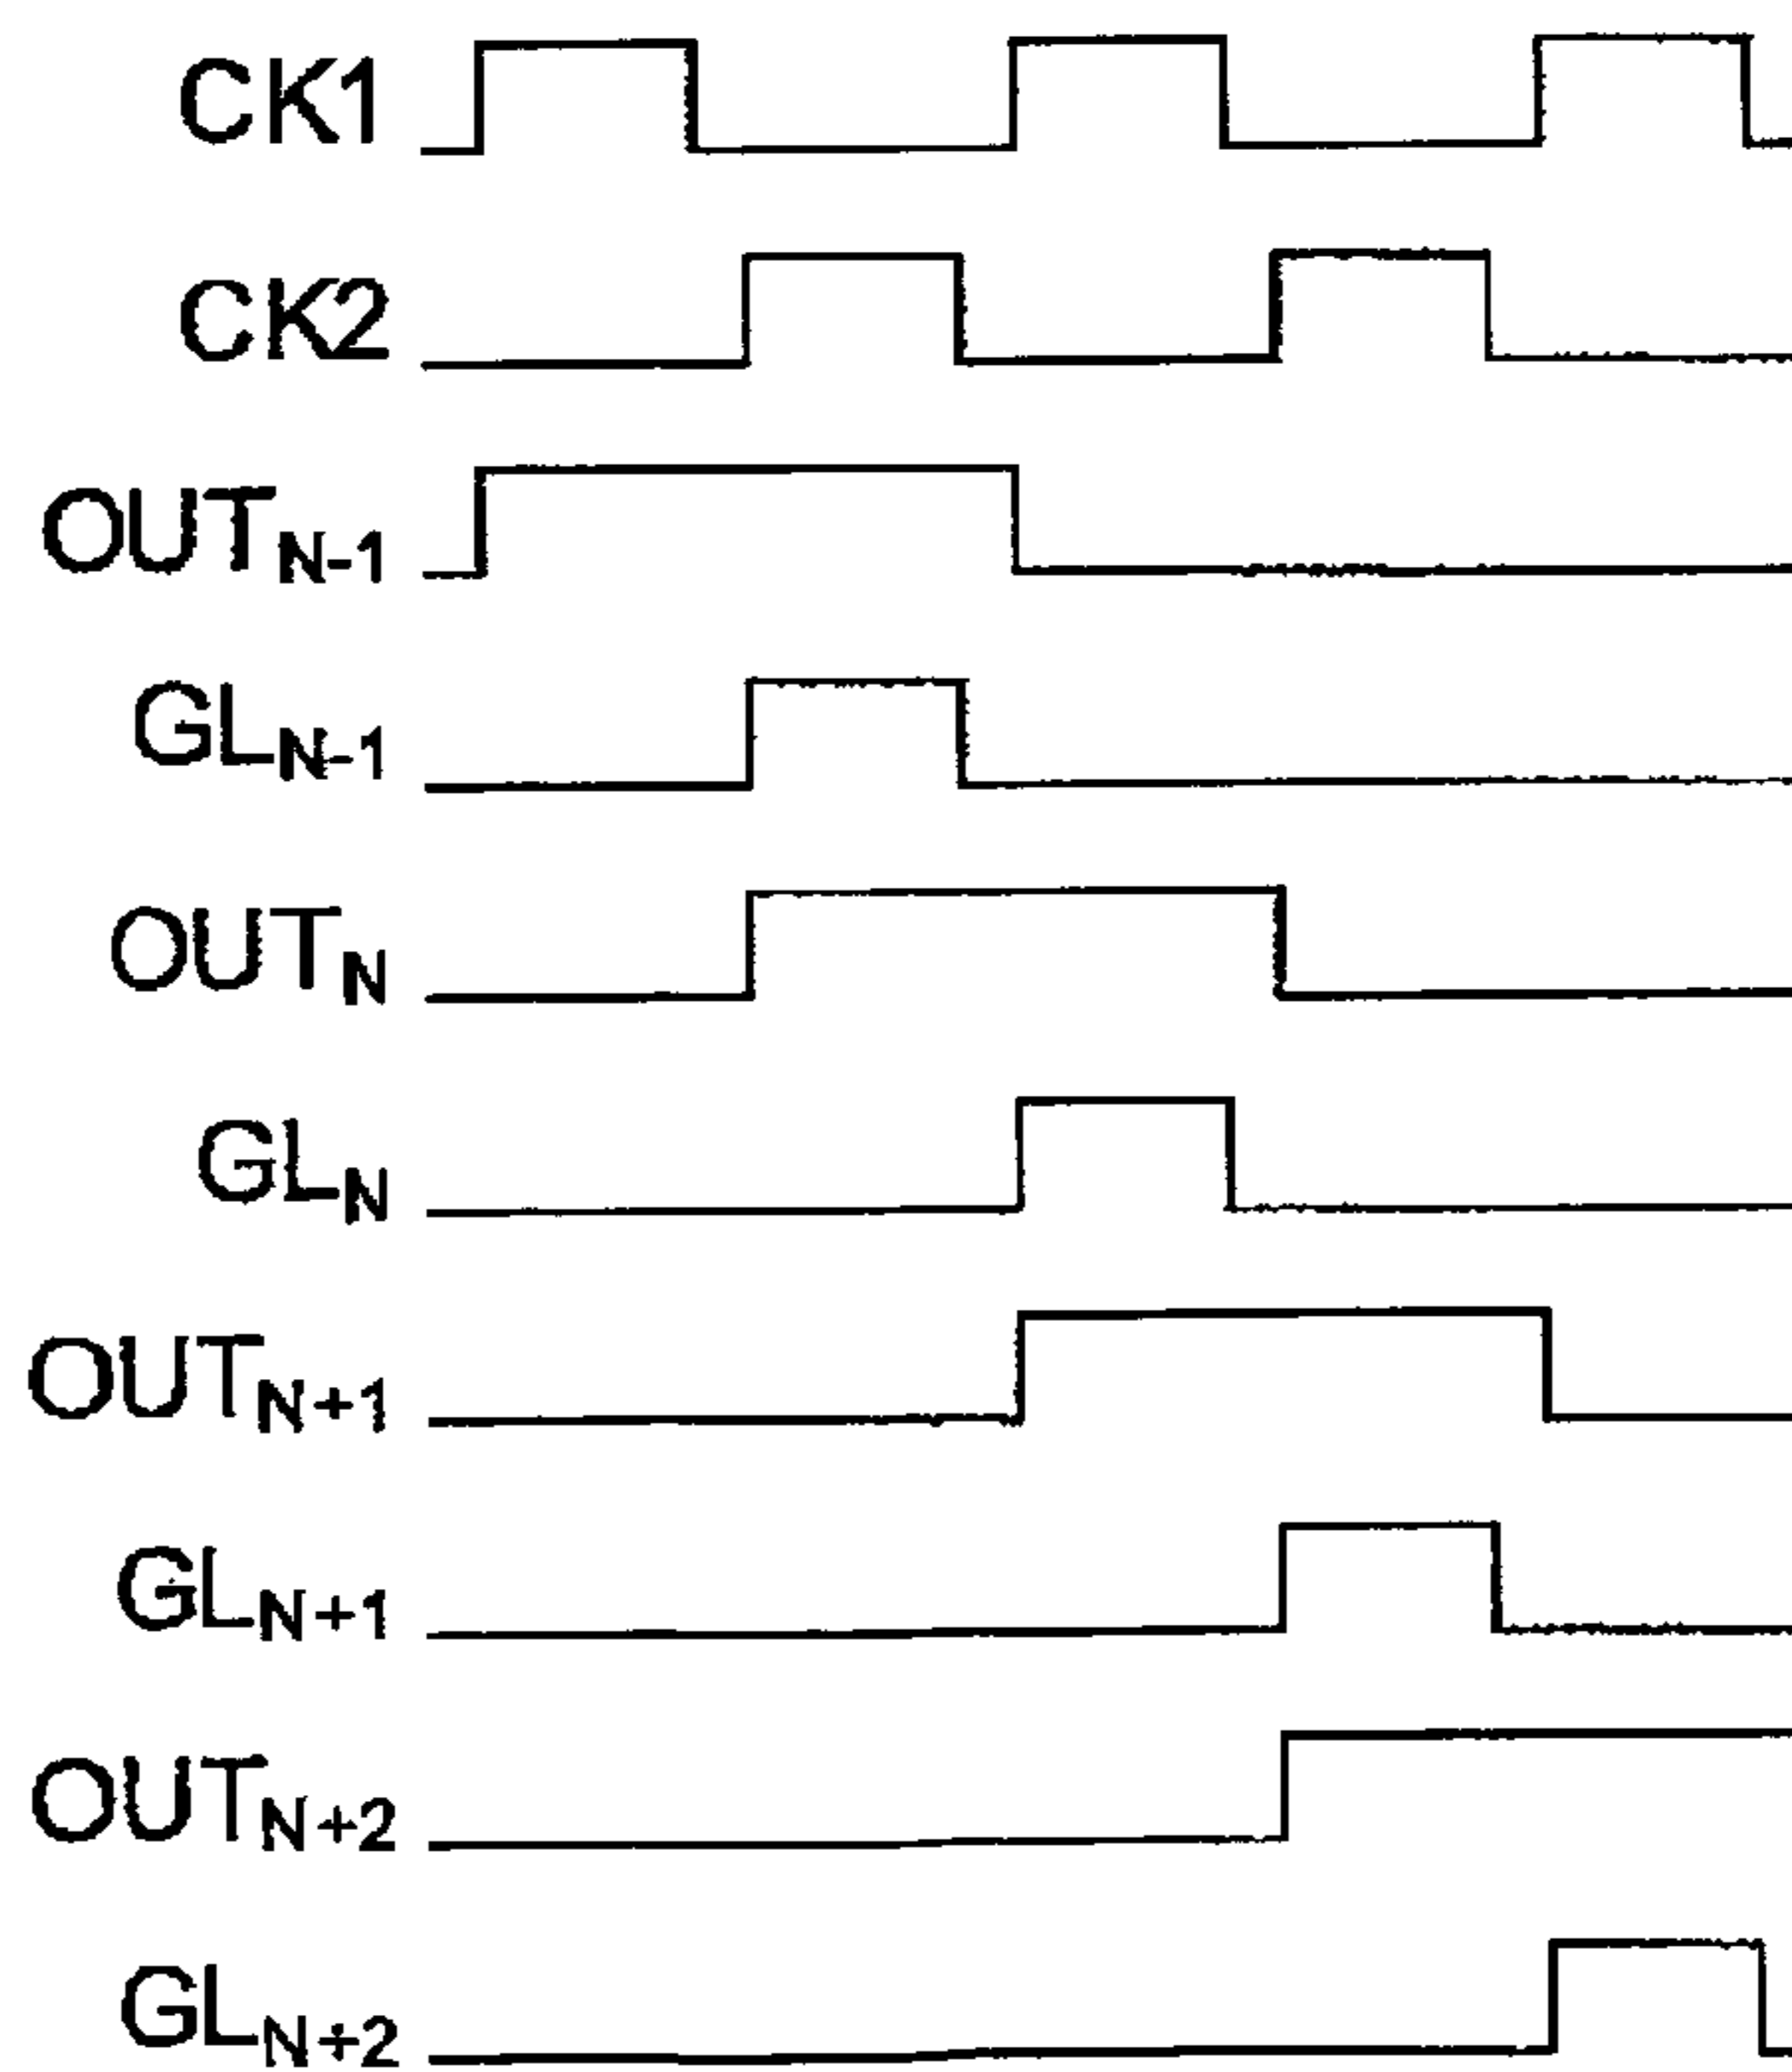 CK1
CK2
OUTN-1
GLN-1
OUTN
GLN
OUTN+1
GLN+1
OUTN+2
GLN+2